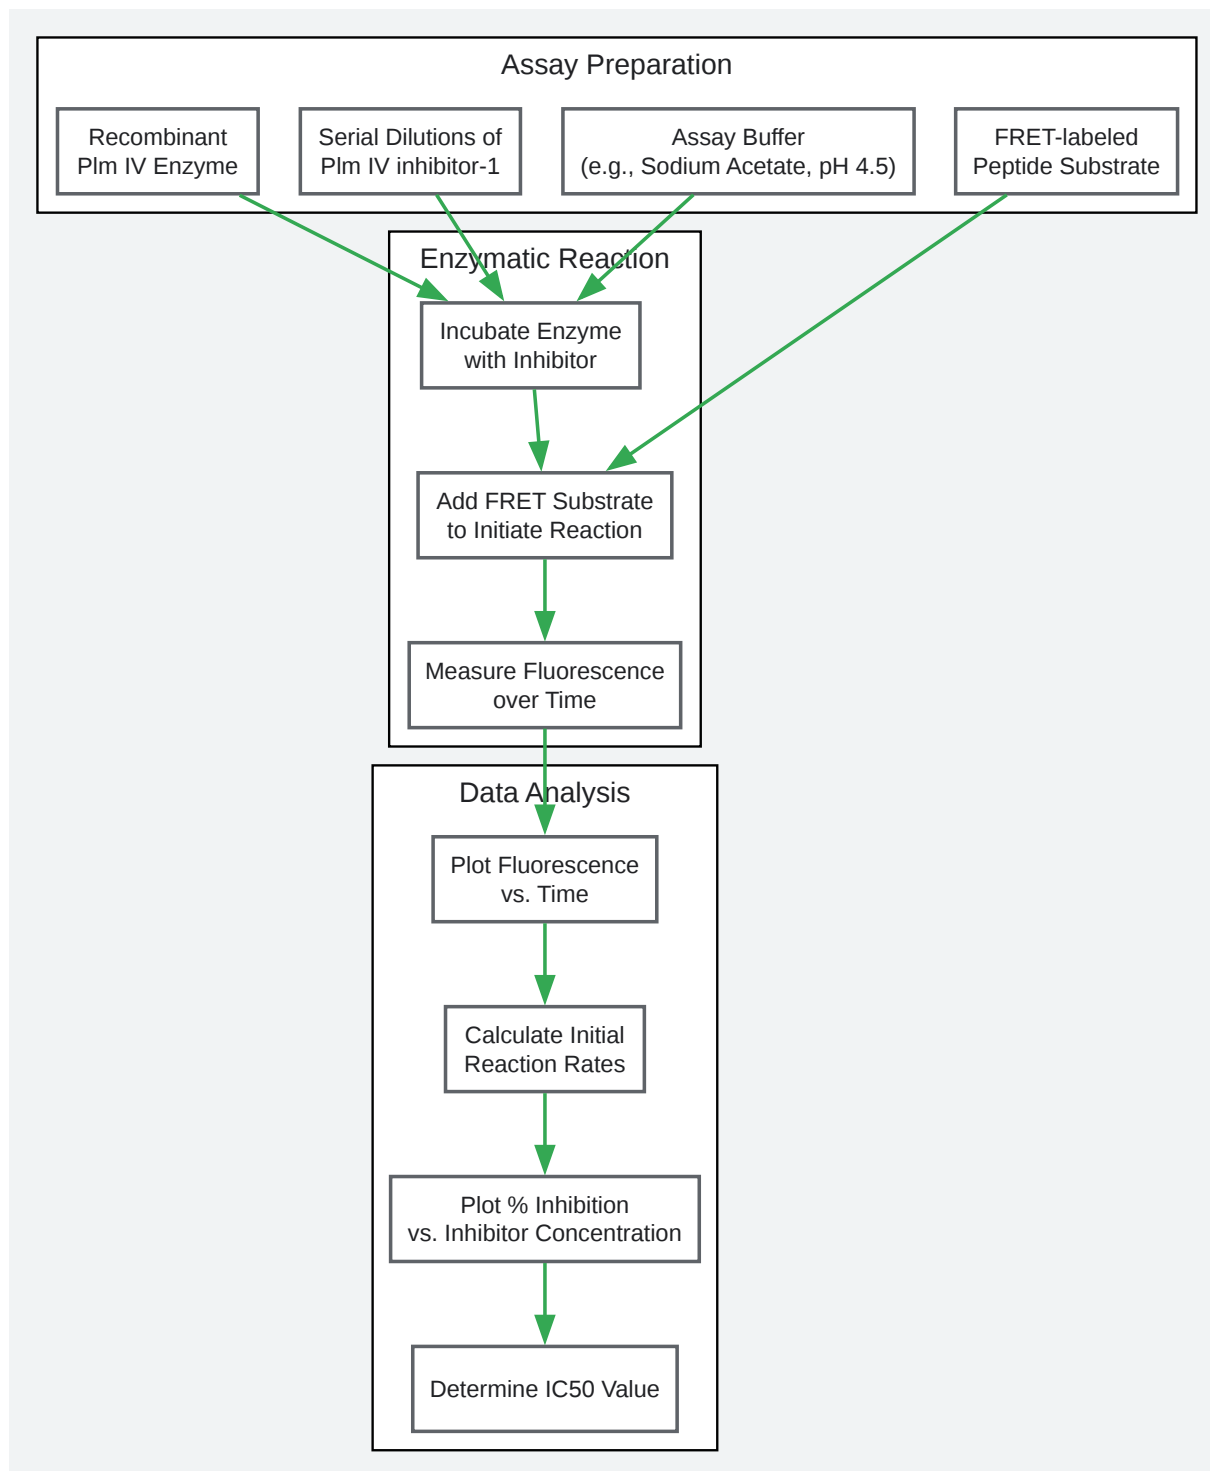 Assay Preparation
Recombinant
Plm IV Enzyme
Serial Dilutions of
Plm IV inhibitor-1
Assay Buffer
(e.g., Sodium Acetate, pH 4.5)
FRET-labeled
Peptide Substrate
Enzymatic Reaction
Incubate Enzyme
with Inhibitor
Add FRET Substrate
to Initiate Reaction
Measure Fluorescence
over Time
Data Analysis
Plot Fluorescence
vs. Time
Calculate Initial
Reaction Rates
Plot % Inhibition
vs. Inhibitor Concentration
Determine IC50 Value